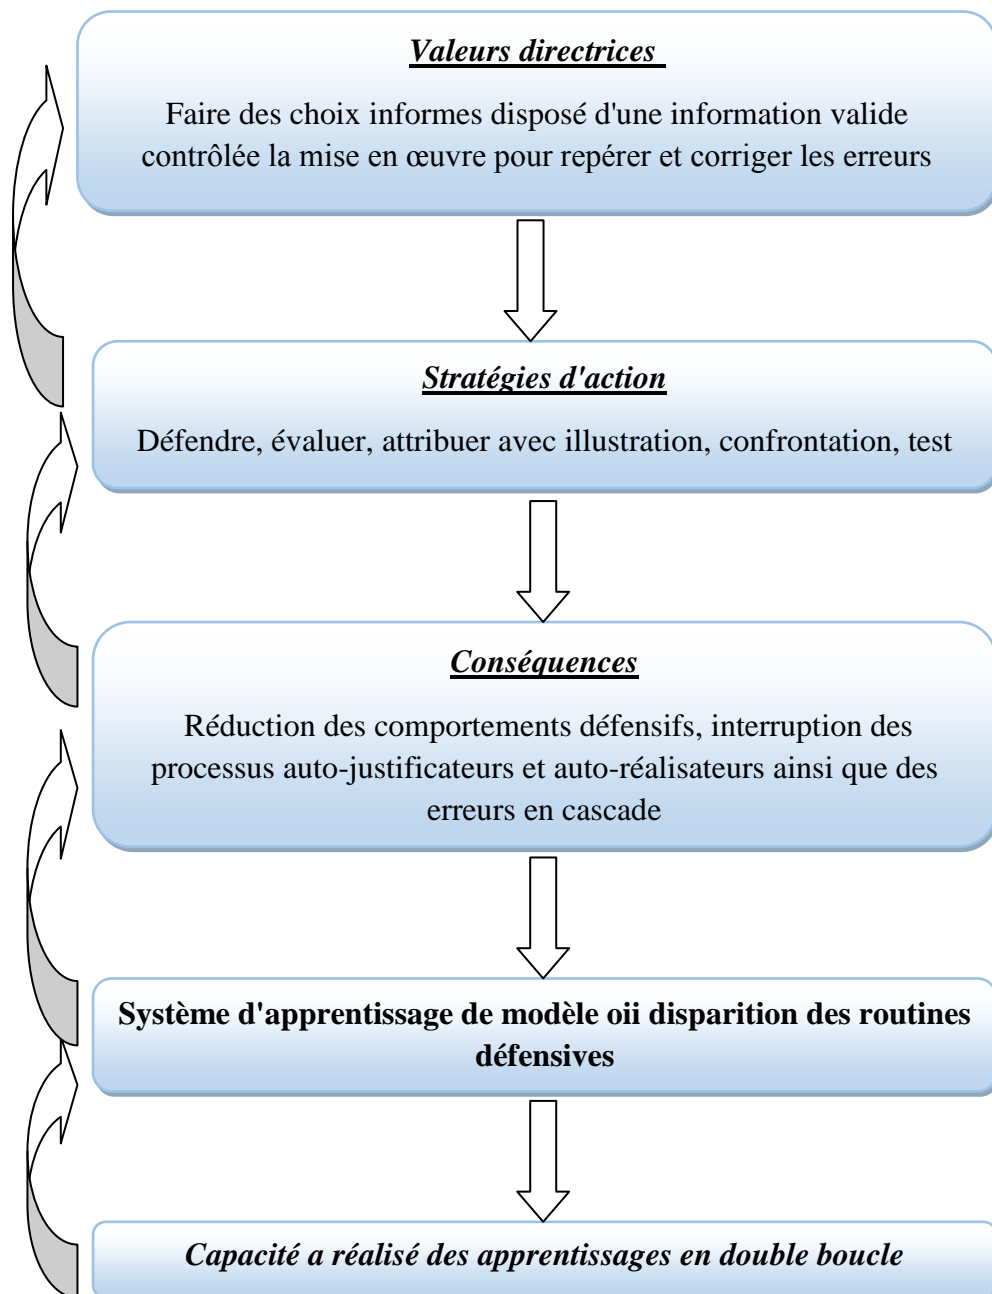 Valeurs directrices
Faire des choix informes disposé d'une information valide
contrôlée la mise en œuvre pour repérer et corriger les erreurs
Stratégies d'action
Défendre, évaluer, attribuer avec illustration, confrontation, test
Conséquences
Réduction des comportements défensifs, interruption des
processus auto-justificateurs et auto-réalisateurs ainsi que des
erreurs en cascade
Système d'apprentissage de modèle oii disparition des routines
défensives
Capacité a réalisé des apprentissages en double boucle